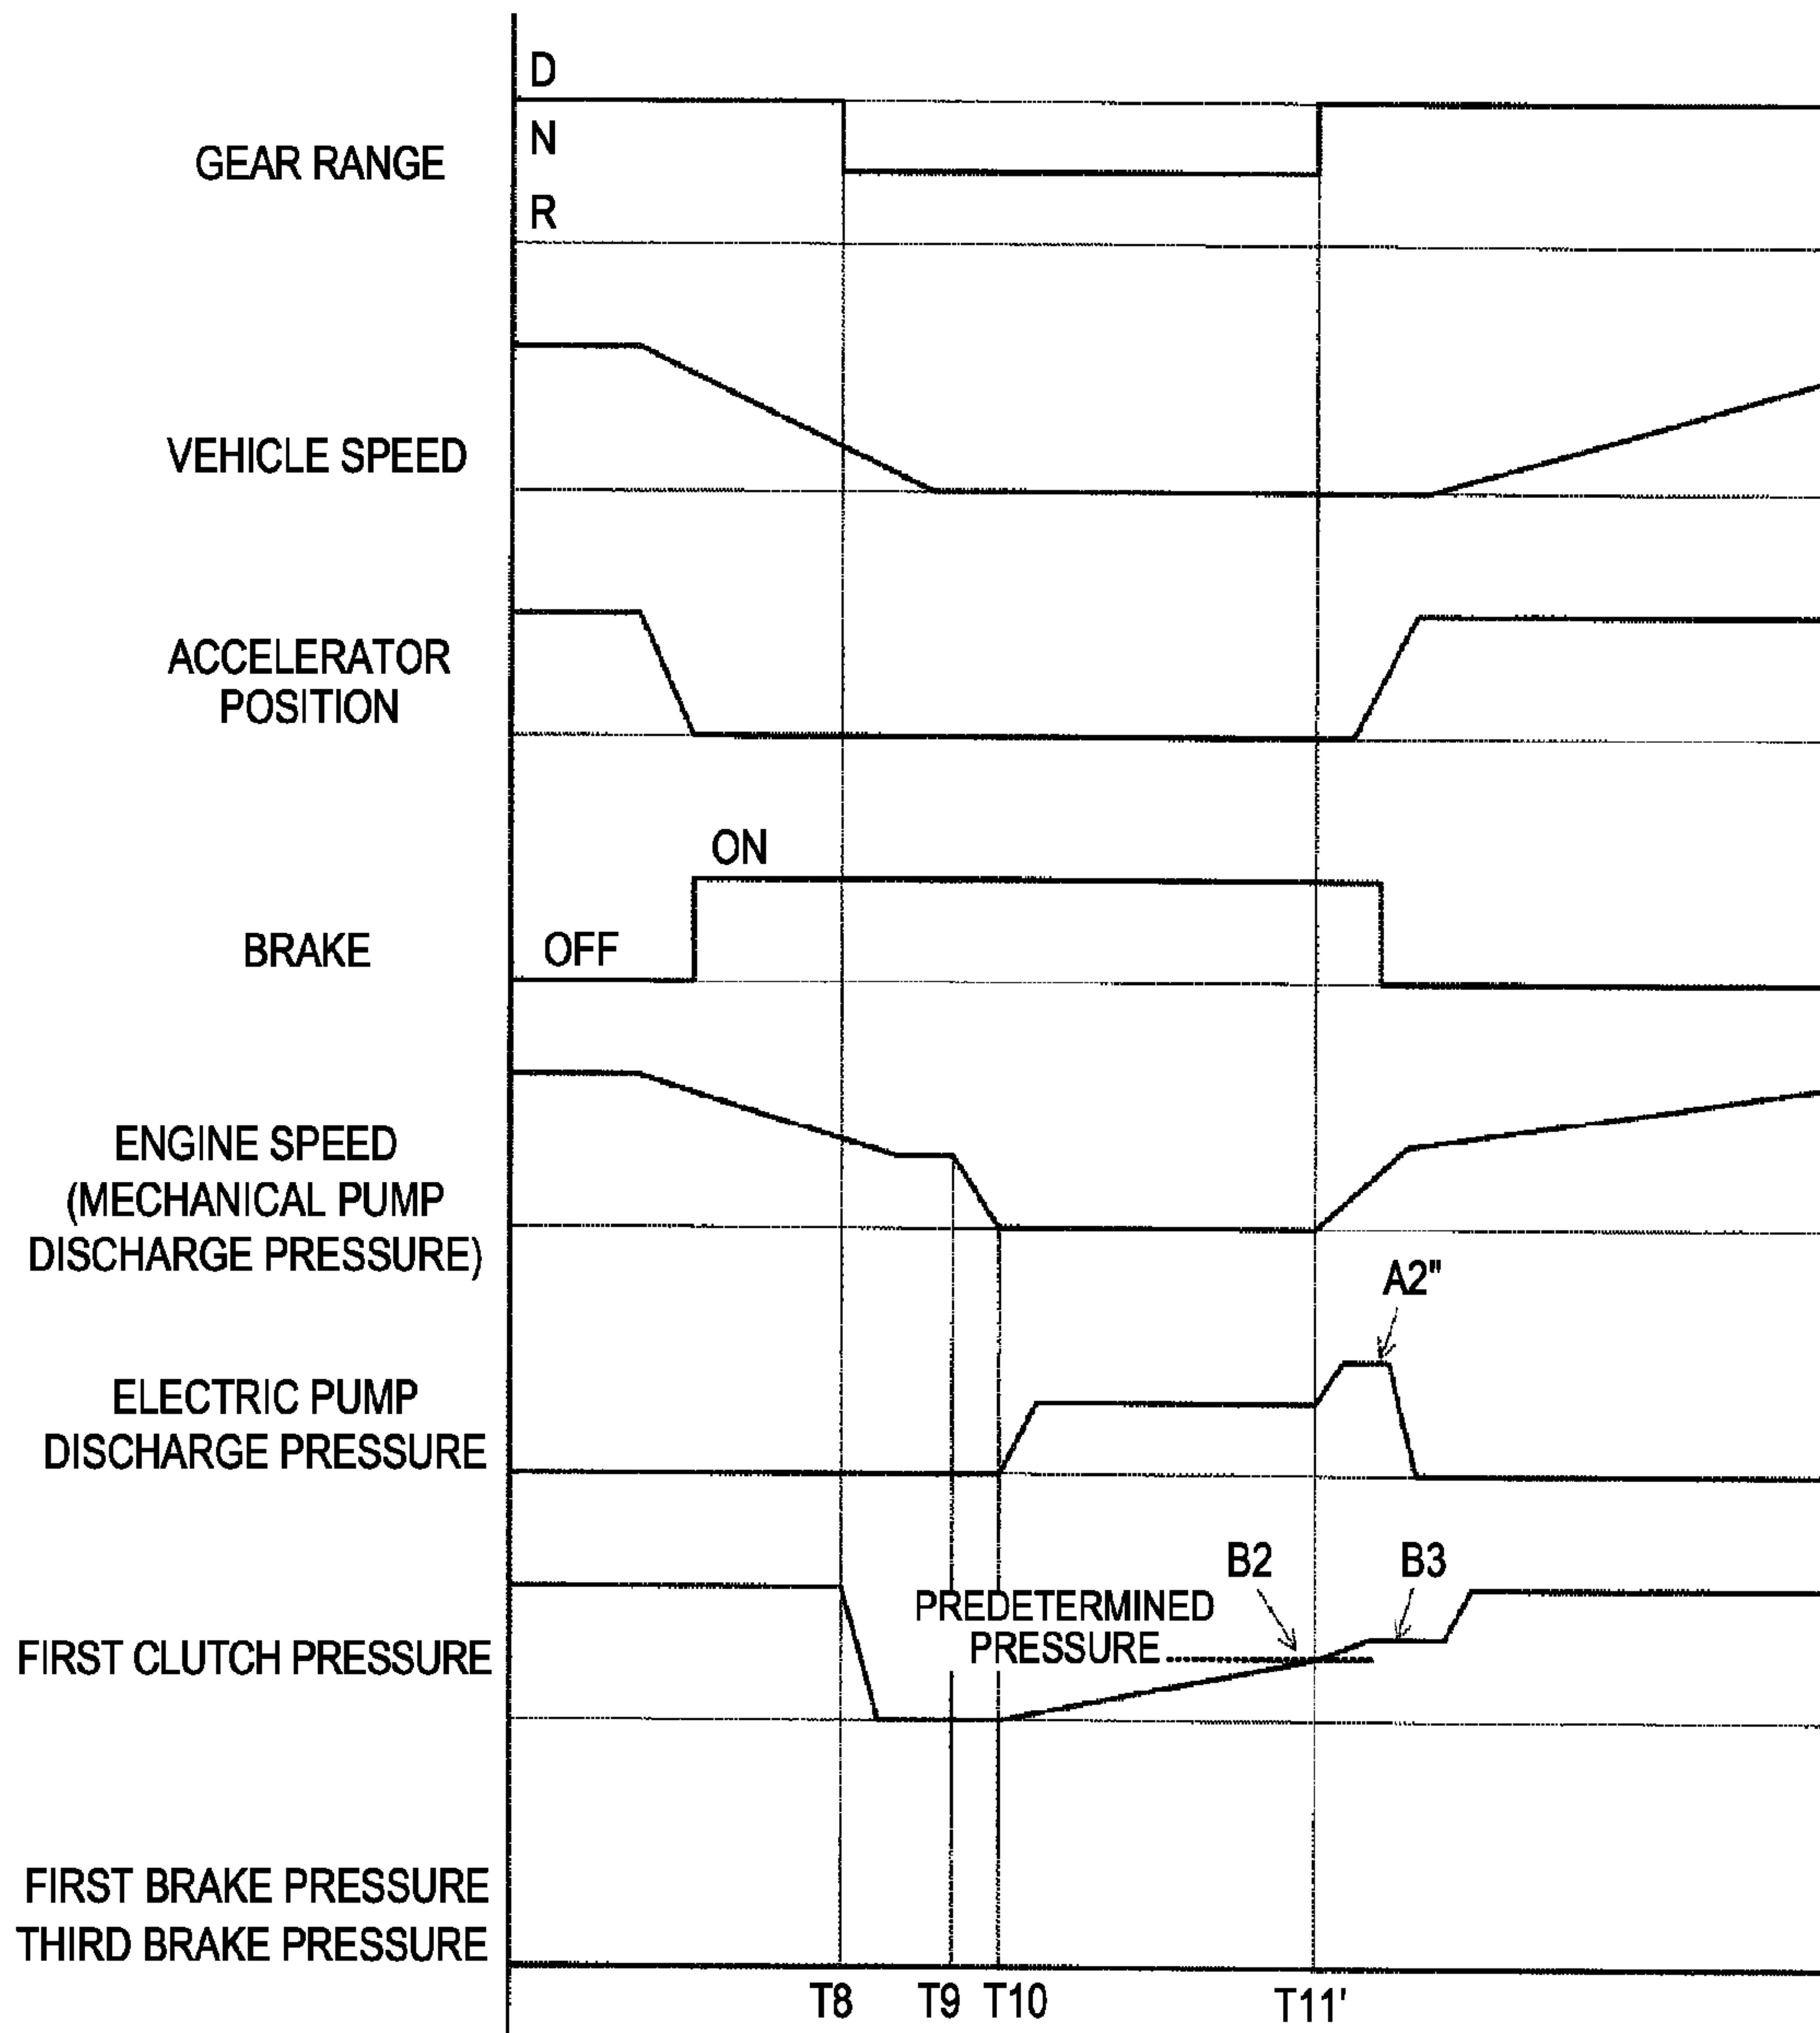 D
N
GEAR RANGE
R
VEHICLE SPEED
ACCELERATOR
POSITION
ON
BRAKE
OFF
ENGINE SPEED
(MECHANICAL PUMP
DISCHARGE PRESSURE)
A2"
ELECTRIC PUMP
DISCHARGE PRESSURE
B2
B3
PREDETERMINED
PRESSURE
FIRST CLUTCH PRESSURE
FIRST BRAKE PRESSURE
THIRD BRAKE PRESSURE
T8 T9 T10 T11'